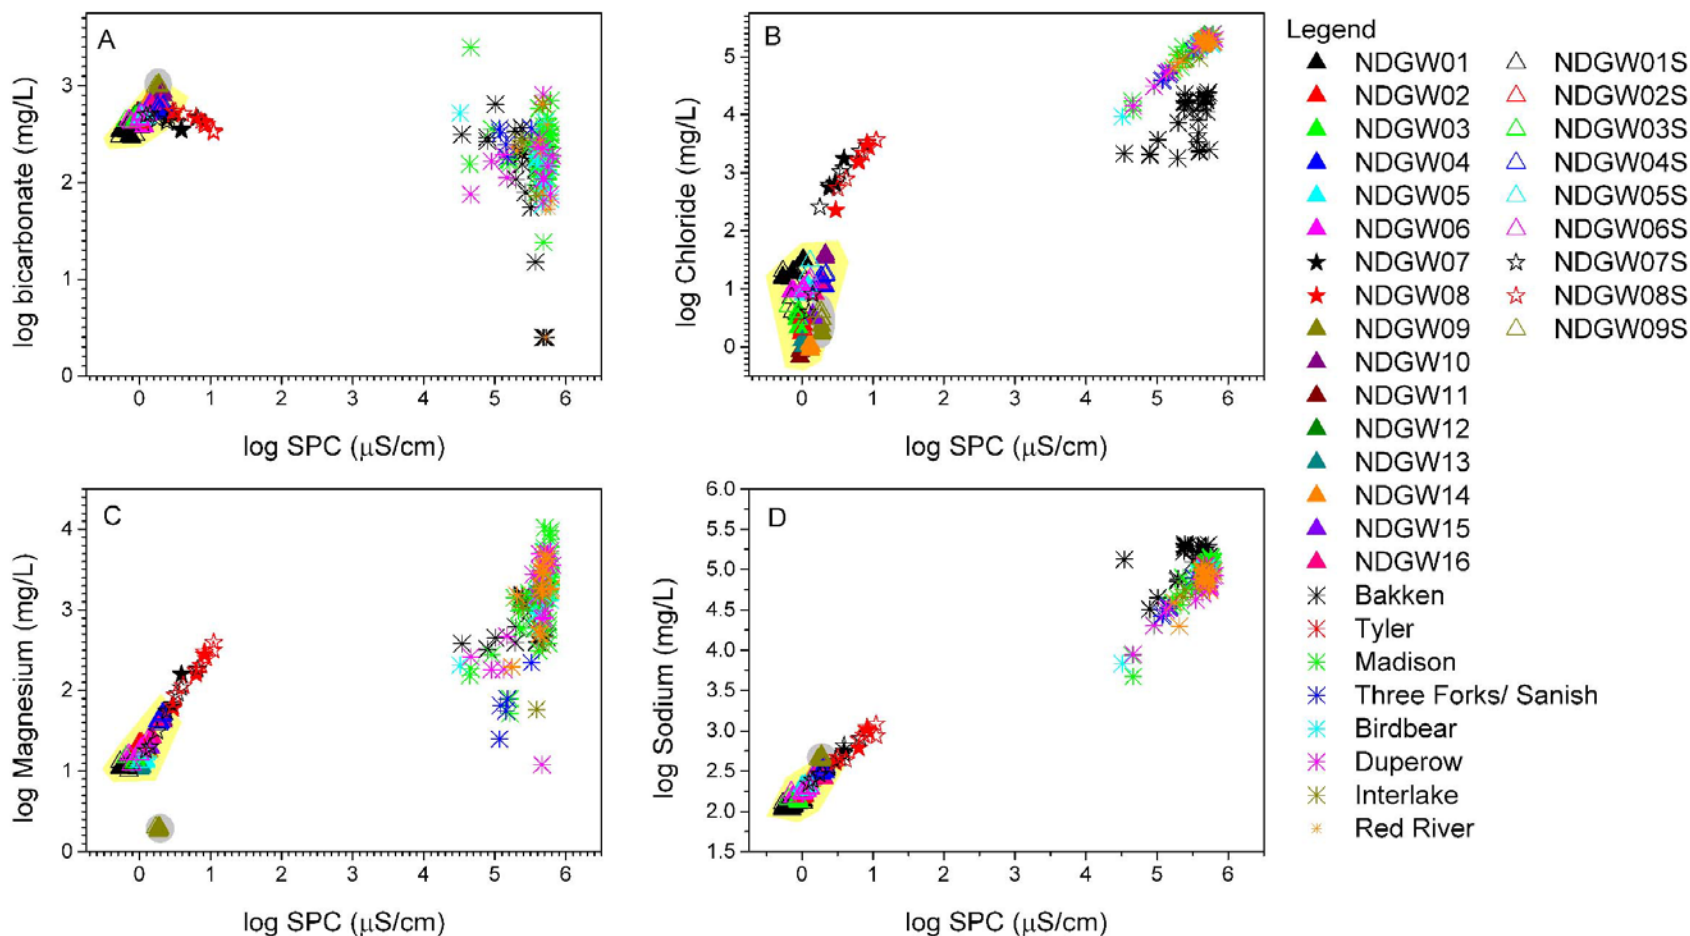 A
log bicarbonate (mg/L)
3
2
1
0
0 1 2 3 4 5 6
log SPC (μS/cm)
B
log Chloride (mg/L)
5
4
3
2
1
0
0 1 2 3 4 5 6
log SPC (μS/cm)
C
log Magnesium (mg/L)
4
3
2
1
0
0 1 2 3 4 5 6
log SPC (μS/cm)
D
log Sodium (mg/L)
6.0
5.5
5.0
4.5
4.0
3.5
3.0
2.5
2.0
1.5
0 1 2 3 4 5 6
log SPC (μS/cm)
Legend
NDGW01 NDGW01S
NDGW02 NDGW02S
NDGW03 NDGW03S
NDGW04 NDGW04S
NDGW05 NDGW05S
NDGW06 NDGW06S
NDGW07 NDGW07S
NDGW08 NDGW08S
NDGW09 NDGW09S
NDGW10
NDGW11
NDGW12
NDGW13
NDGW14
NDGW15
NDGW16
Bakken
Tyler
Madison
Three Forks/ Sanish
Birdbear
Duperow
Interlake
Red River